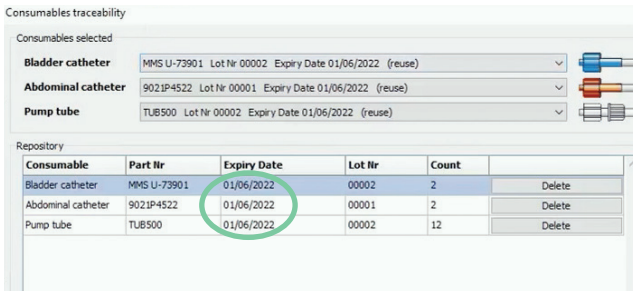 Consumables traceability
Consumables selected
Bladder catheter MMS U-73901 Lot Nr 00002 Expiry Date 01/06/2022 (reuse)
Abdominal catheter 9021P4522 Lot Nr 00001 Expiry Date 01/06/2022 (reuse)
Pump tube TUB500 Lot Nr 00002 Expiry Date 01/06/2022 (reuse)
Repository
Consumable Part Nr Expiry Date Lot Nr Count
Bladder catheter MMS U-73901 01/06/2022 00002 2 Delete
Abdominal catheter 9021P4522 01/06/2022 00001 2 Delete
Pump tube TUB500 01/06/2022 00002 12 Delete